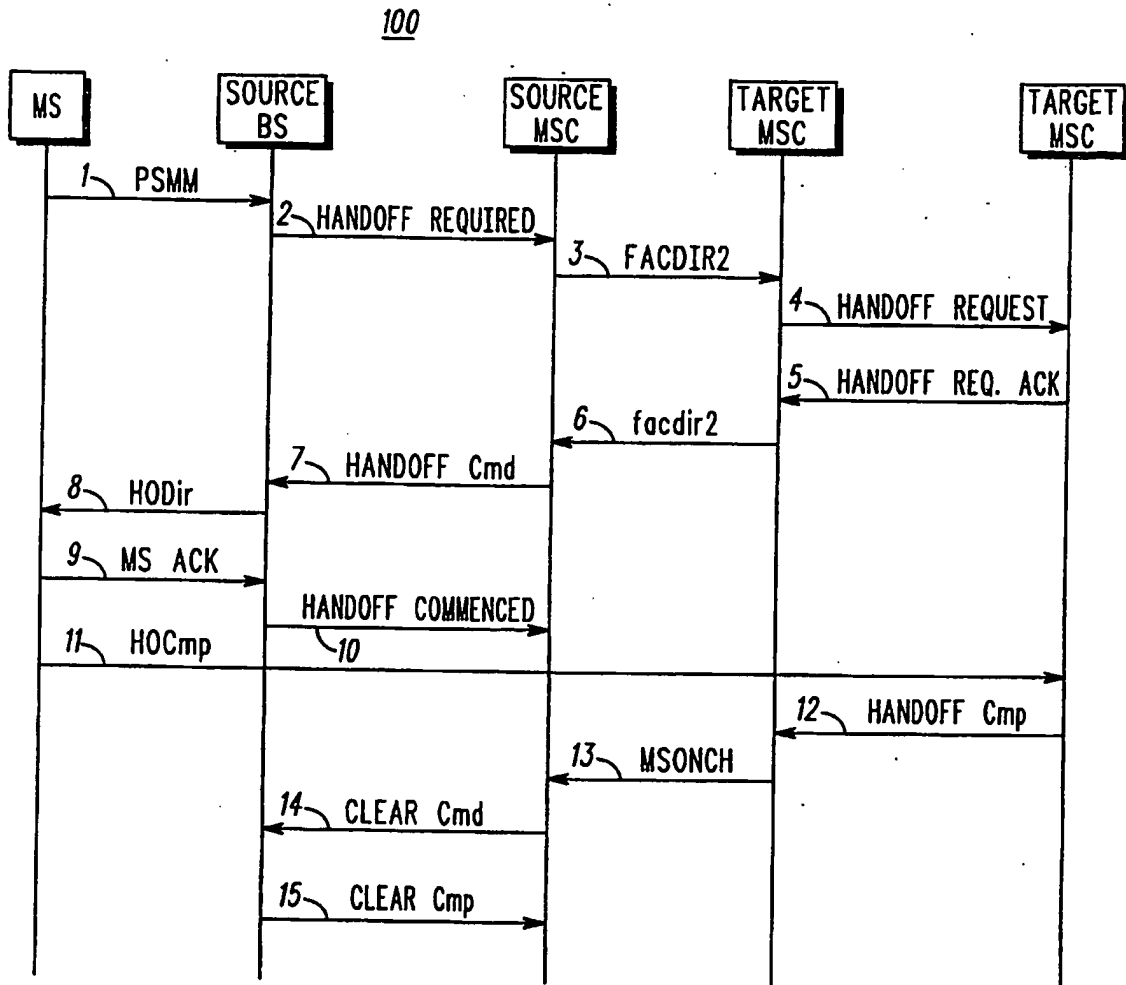 100
MS
SOURCE
BS
SOURCE
MSC
TARGET
MSC
TARGET
MSC
1 PSMM
2 HANDOFF REQUIRED
3 FACDIR2
4 HANDOFF REQUEST
5 HANDOFF REQ. ACK
6 facdir2
7 HANDOFF Cmd
8 HODir
9 MS ACK
HANDOFF COMMENCED
10
11 HOCmp
12 HANDOFF Cmp
13 MSONCH
14 CLEAR Cmd
15 CLEAR Cmp